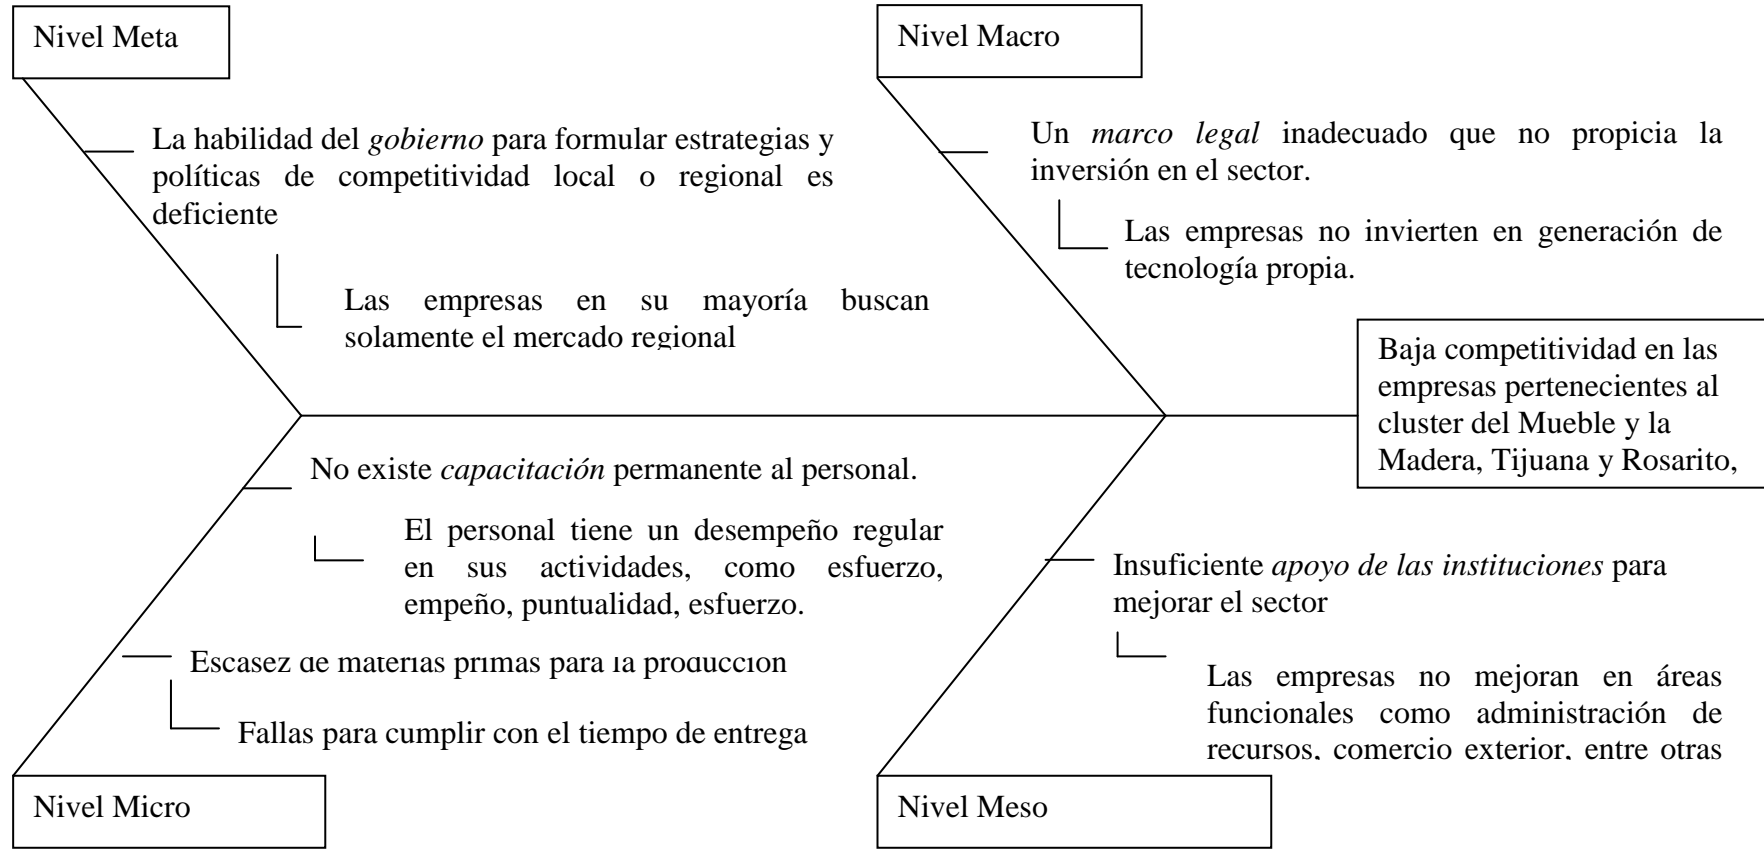 Nivel Meta
La habilidad del gobierno para formular estrategias y
políticas de competitividad local o regional es
deficiente
Las empresas en su mayoría buscan
solamente el mercado regional
Nivel Macro
Un marco legal inadecuado que no propicia la
inversión en el sector.
Las empresas no invierten en generación de
tecnología propia.
Baja competitividad en las
empresas pertenecientes al
cluster del Mueble y la
Madera, Tijuana y Rosarito,
No existe capacitación permanente al personal.
El personal tiene un desempeño regular
en sus actividades, como esfuerzo,
empeño, puntualidad, esfuerzo.
Escasez de materias primas para la producción
Fallas para cumplir con el tiempo de entrega
Nivel Micro
Insuficiente apoyo de las instituciones para
mejorar el sector
Las empresas no mejoran en áreas
funcionales como administración de
recursos, comercio exterior, entre otras
Nivel Meso